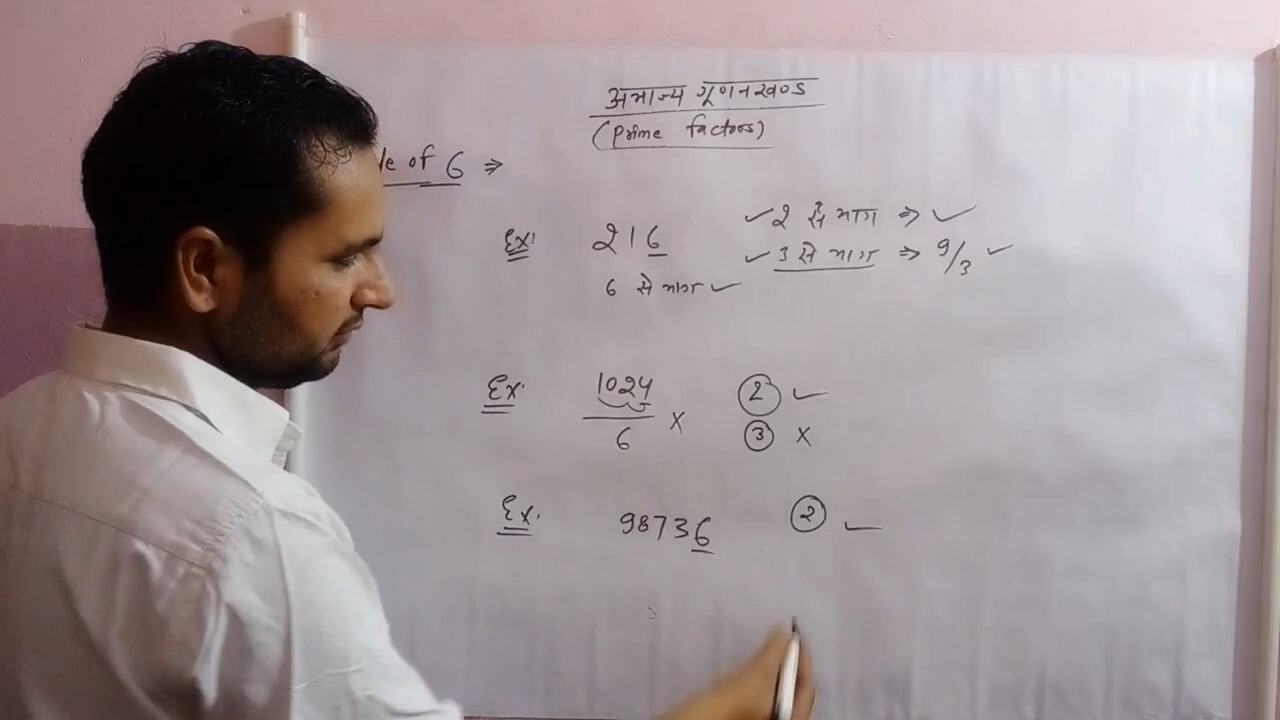 अभाज्य गूणनखण्ड
(Prime factors)
le of 6 ⇒
Ex: 216 ✓ 2 से भाग ⇒ ✓
✓ 3 से भाग ⇒ 9/3 ✓
6 से भाग ✓
Ex. 1024 ② ✓
6 × ③ ×
Ex. 98736 ② ✓